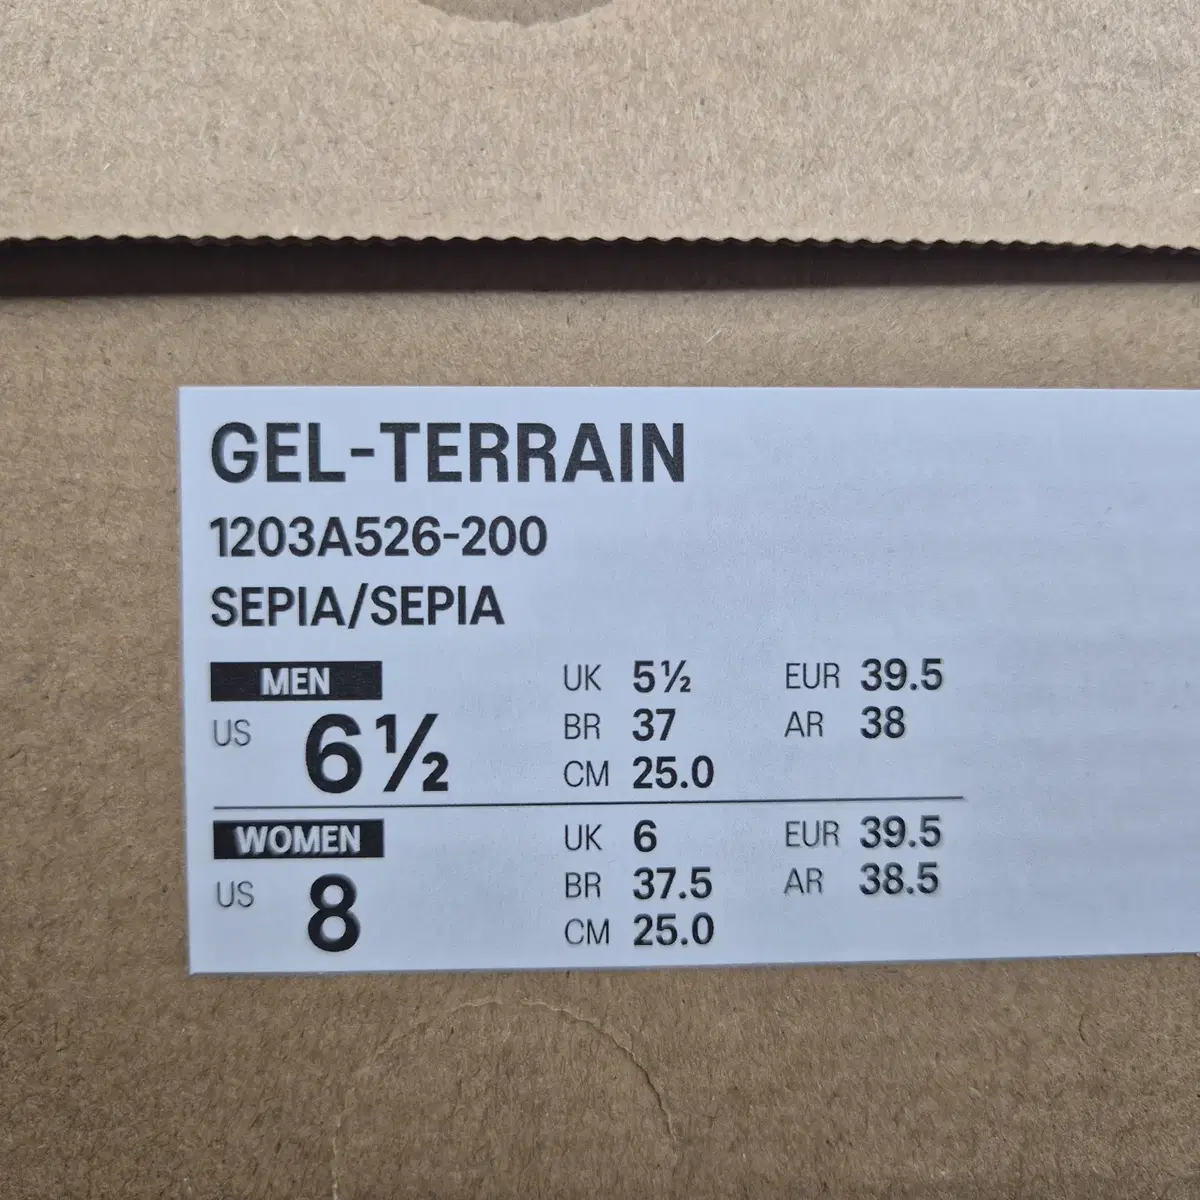 GEL-TERRAIN
1203A526-200
SEPIA/SEPIA
MEN
US 6½
UK 5½ EUR 39.5
BR 37 AR 38
CM 25.0
WOMEN
US 8
UK 6 EUR 39.5
BR 37.5 AR 38.5
CM 25.0